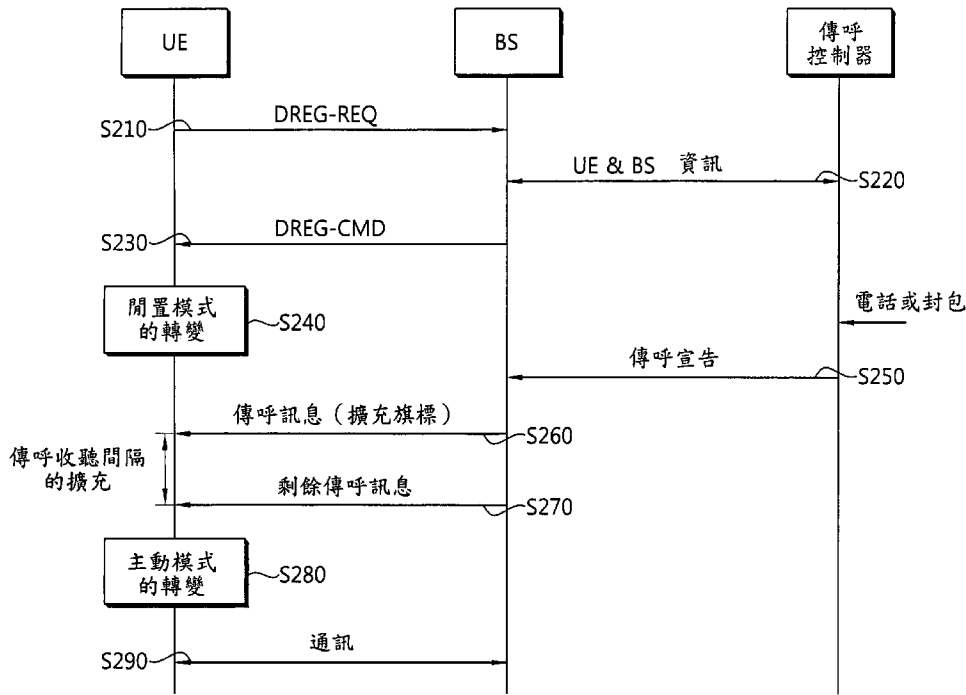 UE
BS
傳呼
控制器
DREG-REQ
S210
UE & BS 資訊
S220
DREG-CMD
S230
閒置模式
的轉變
S240
電話或封包
傳呼宣告
S250
傳呼訊息（擴充旗標）
S260
傳呼收聽間隔
的擴充
剩餘傳呼訊息
S270
主動模式
的轉變
S280
通訊
S290